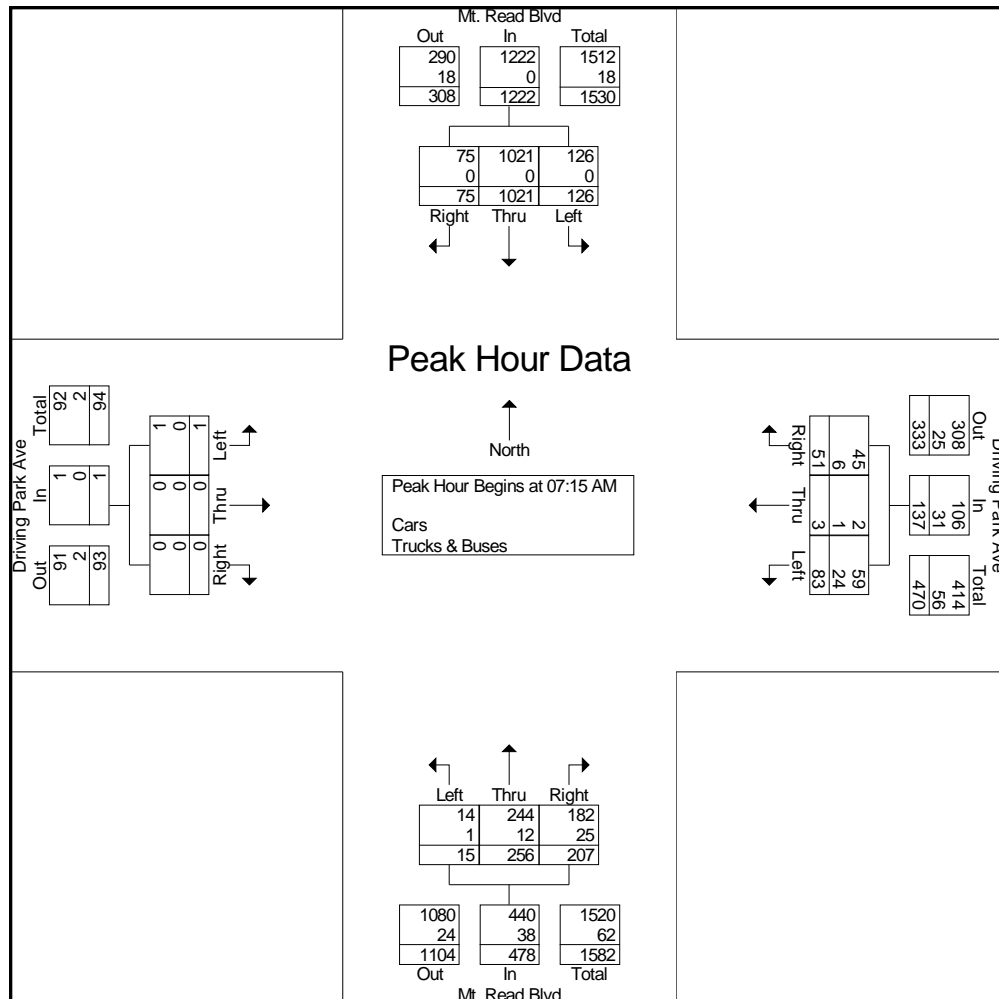 Mt. Read Blvd
Out In Total
290 1222 1512
18 0 18
308 1222 1530
75 1021 126
0 0 0
75 1021 126
Right Thru Left
Peak Hour Data
North
Peak Hour Begins at 07:15 AM
Cars
Trucks & Buses
Driving Park Ave
Out In Total
91 1 92
2 0 2
93 1 94
Left Thru Right
1 0 0
0 0 0
1 0 0
Driving Park Ave
Out In Total
308 106 414
25 31 56
333 137 470
45 2 59
6 1 24
51 3 83
Right Thru Left
Left Thru Right
14 244 182
1 12 25
15 256 207
1080 440 1520
24 38 62
1104 478 1582
Out In Total
Mt. Read Blvd